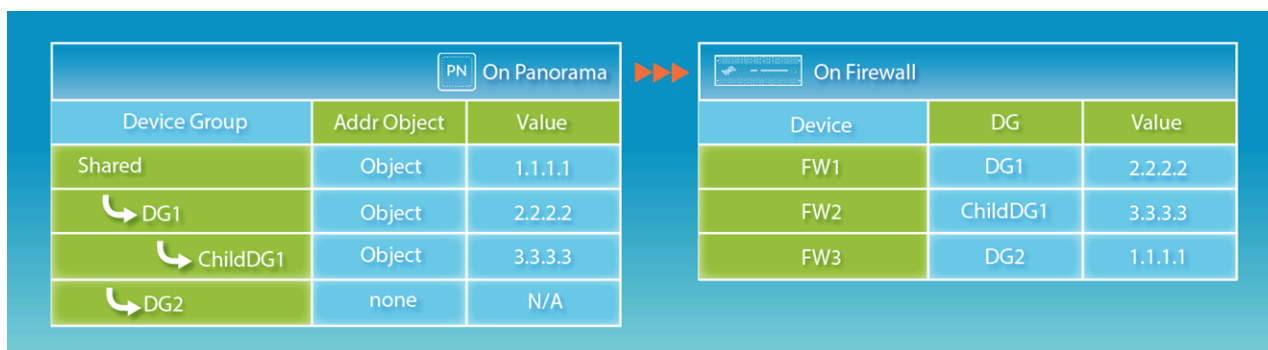 PN On Panorama
Device Group Addr Object Value
Shared Object 1.1.1.1
DG1 Object 2.2.2.2
ChildDG1 Object 3.3.3.3
DG2 none N/A
On Firewall
Device DG Value
FW1 DG1 2.2.2.2
FW2 ChildDG1 3.3.3.3
FW3 DG2 1.1.1.1